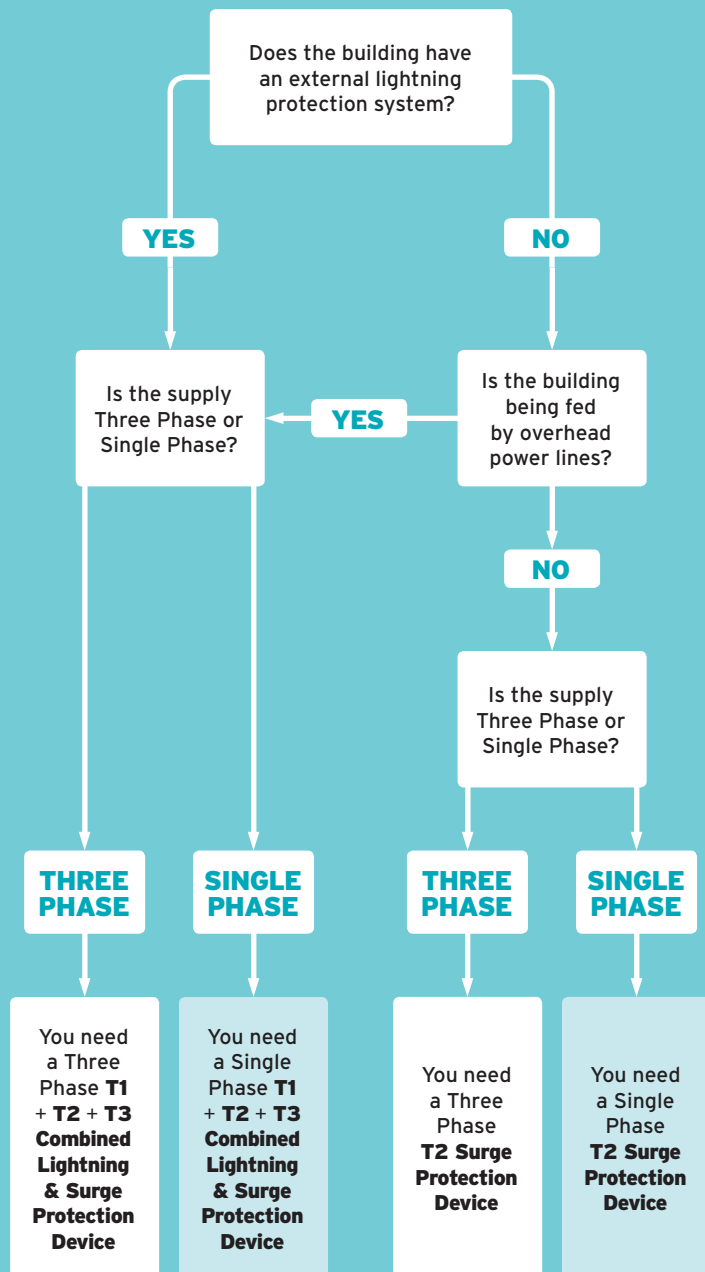 Does the building have
an external lightning
protection system?
YES
NO
Is the supply
Three Phase or
Single Phase?
YES
Is the building
being fed
by overhead
power lines?
NO
Is the supply
Three Phase or
Single Phase?
THREE
PHASE
SINGLE
PHASE
THREE
PHASE
SINGLE
PHASE
You need
a Three
Phase T1
+ T2 + T3
Combined
Lightning
& Surge
Protection
Device
You need
a Single
Phase T1
+ T2 + T3
Combined
Lightning
& Surge
Protection
Device
You need
a Three
Phase
T2 Surge
Protection
Device
You need
a Single
Phase
T2 Surge
Protection
Device